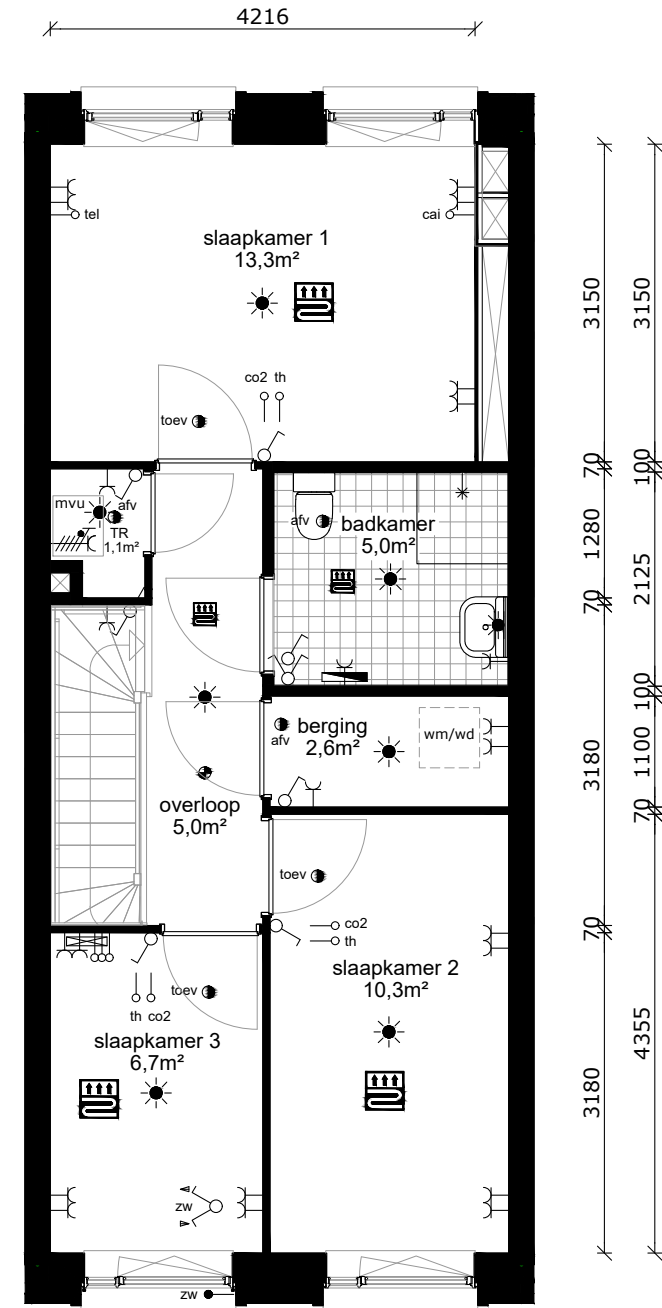 4216
tel
cai
slaapkamer 1
13,3m²
co2 th
toev
3150
3150
70
100
mvu
afv
TR
1,1m²
afv
badkamer
5,0m²
1280
2125
70
100
afv
berging
2,6m²
wm/wd
3180
1100
70
overloop
5,0m²
toev
co2
th
70
slaapkamer 2
10,3m²
toev
th co2
slaapkamer 3
6,7m²
4355
3180
zw
zw